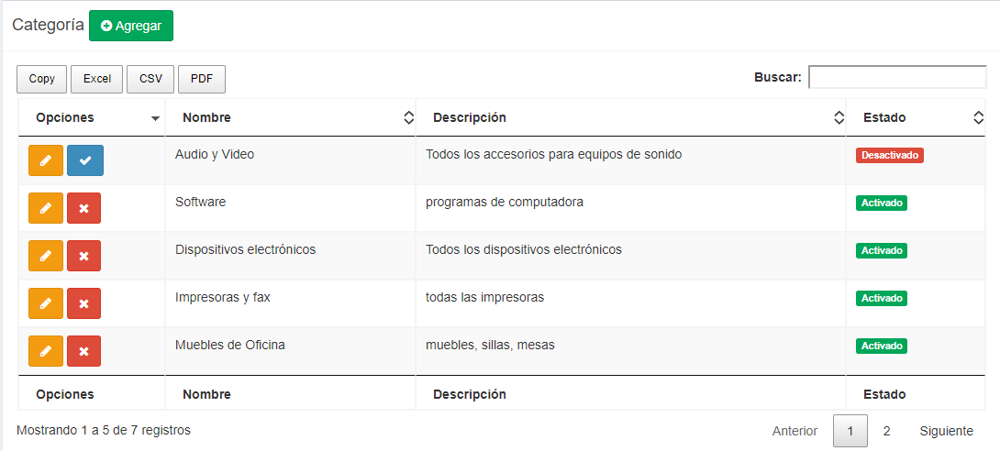 Categoría Agregar
Copy Excel CSV PDF Buscar:
Opciones Nombre Descripción Estado
Audio y Video Todos los accesorios para equipos de sonido Desactivado
Software programas de computadora Activado
Dispositivos electrónicos Todos los dispositivos electrónicos Activado
Impresoras y fax todas las impresoras Activado
Muebles de Oficina muebles, sillas, mesas Activado
Opciones Nombre Descripción Estado
Mostrando 1 a 5 de 7 registros Anterior 1 2 Siguiente